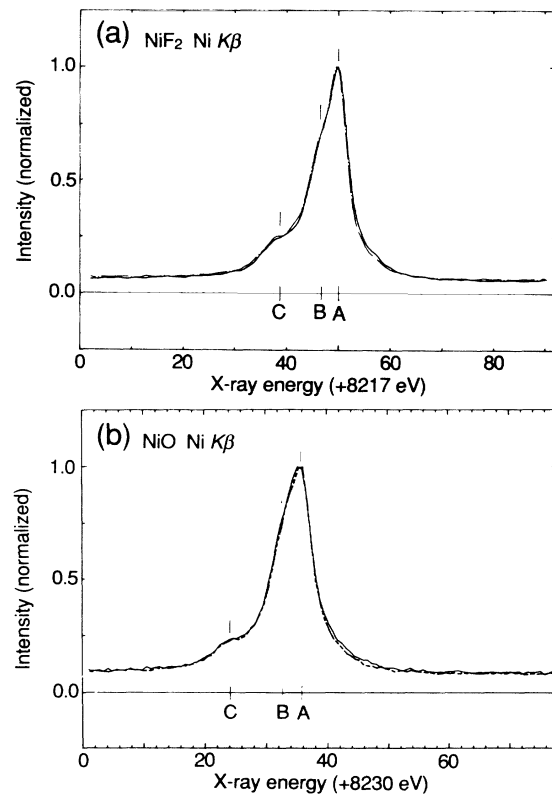 (a) NiF2 Ni Kβ
Intensity (normalized)
1.0
0.5
0.0
C B A
0 20 40 60 80
X-ray energy (+8217 eV)
(b) NiO Ni Kβ
Intensity (normalized)
1.0
0.5
0.0
C B A
0 20 40 60
X-ray energy (+8230 eV)